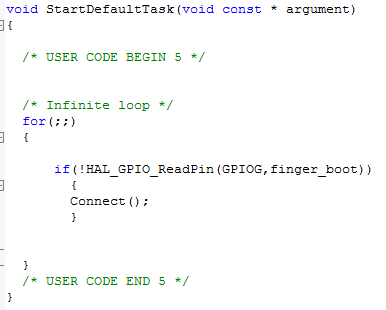 void StartDefaultTask(void const * argument)
{
/* USER CODE BEGIN 5 */
/* Infinite loop */
for(;;)
{
if(!HAL_GPIO_ReadPin(GPIOG,finger_boot))
{
Connect();
}
}
/* USER CODE END 5 */
}